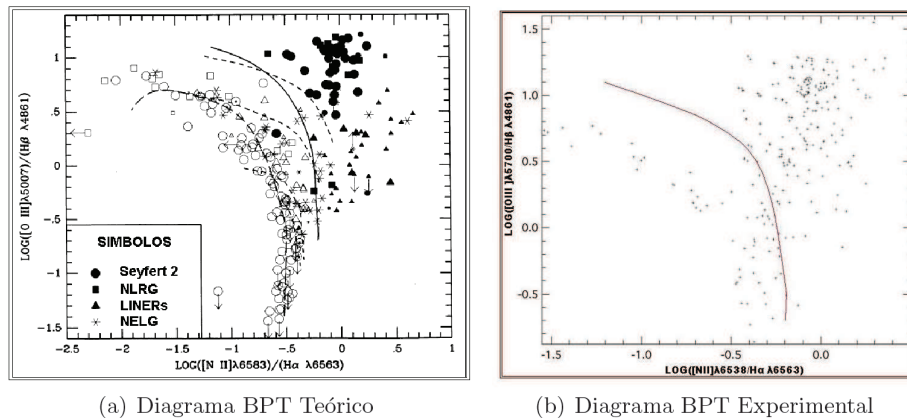 1
.5
0
-.5
-1
-1.5
-2.5
-2
-1.5
-1
-0.5
0
0.5
1
LOG([O III]λ5007)/(Hβ λ4861)
LOG([N II]λ6583)/(Hα λ6563)
SIMBOLOS
Seyfert 2
NLRG
LINERs
NELG
1.5
1.0
0.5
0.0
-0.5
-1.5
-1.0
-0.5
0.0
LOG([OIII ]λ5700/Hβ λ4861)
LOG([NII]λ6538/Hα λ6563)
(a) Diagrama BPT Teórico
(b) Diagrama BPT Experimental